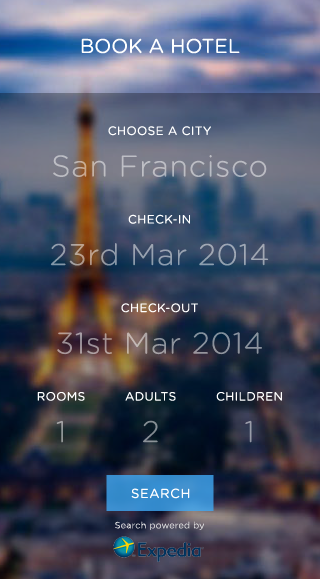 BOOK A HOTEL
CHOOSE A CITY
San Francisco
CHECK-IN
23rd Mar 2014
CHECK-OUT
31st Mar 2014
ROOMS ADULTS CHILDREN
1 2 1
SEARCH
Search powered by
Expedia